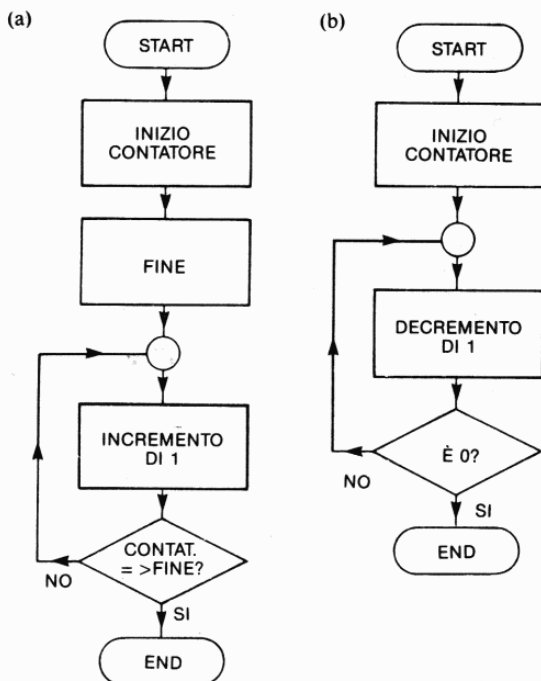 (a)
START
INIZIO
CONTATORE
FINE
INCREMENTO
DI 1
CONTAT.
= >FINE?
NO
SI
END
(b)
START
INIZIO
CONTATORE
DECREMENTO
DI 1
È 0?
NO
SI
END